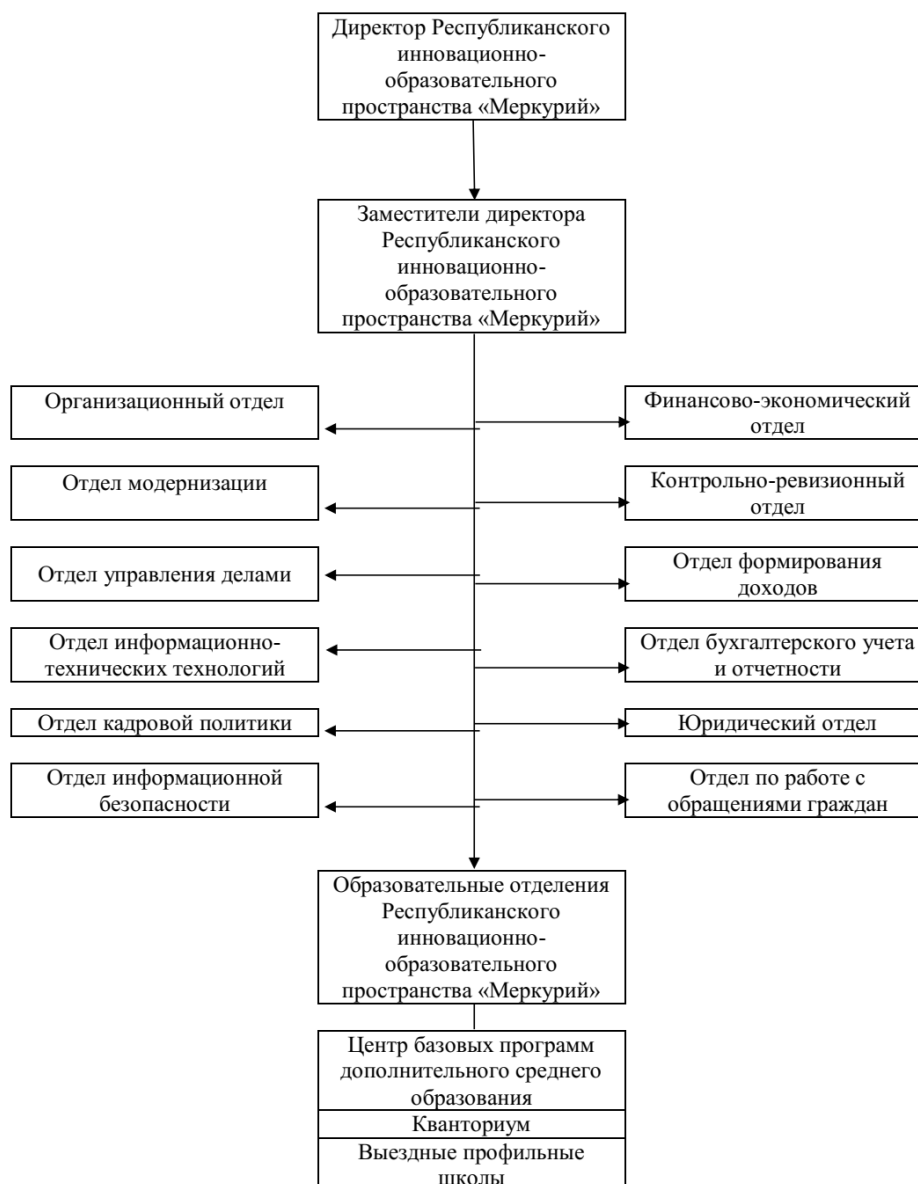 Директор Республиканского
инновационно-
образовательного
пространства «Меркурий»
Заместители директора
Республиканского
инновационно-
образовательного
пространства «Меркурий»
Организационный отдел
Финансово-экономический
отдел
Отдел модернизации
Контрольно-ревизионный
отдел
Отдел управления делами
Отдел формирования
доходов
Отдел информационно-
технических технологий
Отдел бухгалтерского учета
и отчетности
Отдел кадровой политики
Юридический отдел
Отдел информационной
безопасности
Отдел по работе с
обращениями граждан
Образовательные отделения
Республиканского
инновационно-
образовательного
пространства «Меркурий»
Центр базовых программ
дополнительного среднего
образования
Кванториум
Выездные профильные
школы